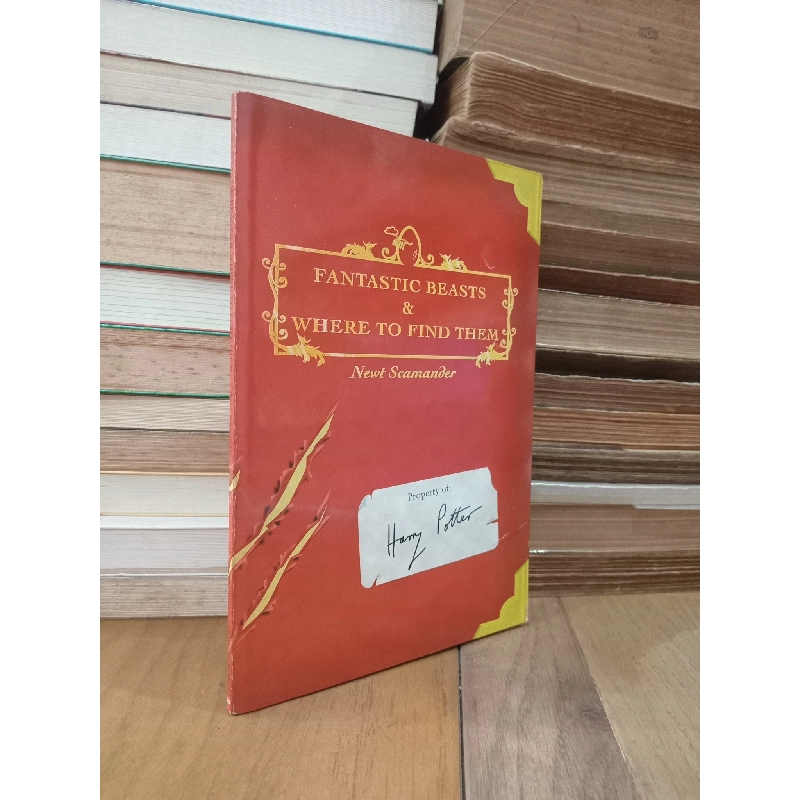 FANTASTIC BEASTS
&
WHERE TO FIND THEM
Newt Scamander
Property of:
Harry Potter